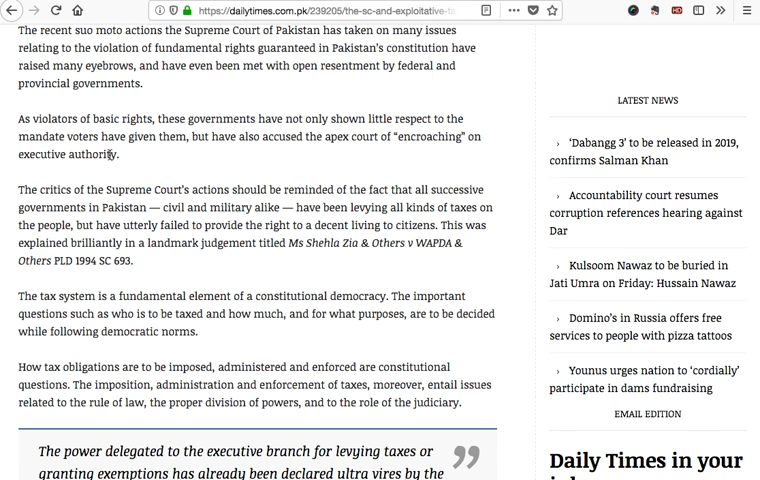 https://dailytimes.com.pk/239205/the-sc-and-exploitative-ta
The recent suo moto actions the Supreme Court of Pakistan has taken on many issues
relating to the violation of fundamental rights guaranteed in Pakistan's constitution have
raised many eyebrows, and have even been met with open resentment by federal and
provincial governments.
As violators of basic rights, these governments have not only shown little respect to the
mandate voters have given them, but have also accused the apex court of “encroaching” on
executive authority.
The critics of the Supreme Court's actions should be reminded of the fact that all successive
governments in Pakistan — civil and military alike — have been levying all kinds of taxes on
the people, but have utterly failed to provide the right to a decent living to citizens. This was
explained brilliantly in a landmark judgement titled Ms Shehla Zia & Others v WAPDA &
Others PLD 1994 SC 693.
The tax system is a fundamental element of a constitutional democracy. The important
questions such as who is to be taxed and how much, and for what purposes, are to be decided
while following democratic norms.
How tax obligations are to be imposed, administered and enforced are constitutional
questions. The imposition, administration and enforcement of taxes, moreover, entail issues
related to the rule of law, the proper division of powers, and to the role of the judiciary.
The power delegated to the executive branch for levying taxes or
granting exemptions has already been declared ultra vires by the
LATEST NEWS
› ‘Dabangg 3’ to be released in 2019,
confirms Salman Khan
› Accountability court resumes
corruption references hearing against
Dar
› Kulsoom Nawaz to be buried in
Jati Umra on Friday: Hussain Nawaz
› Domino’s in Russia offers free
services to people with pizza tattoos
› Younus urges nation to ‘cordially’
participate in dams fundraising
EMAIL EDITION
Daily Times in your